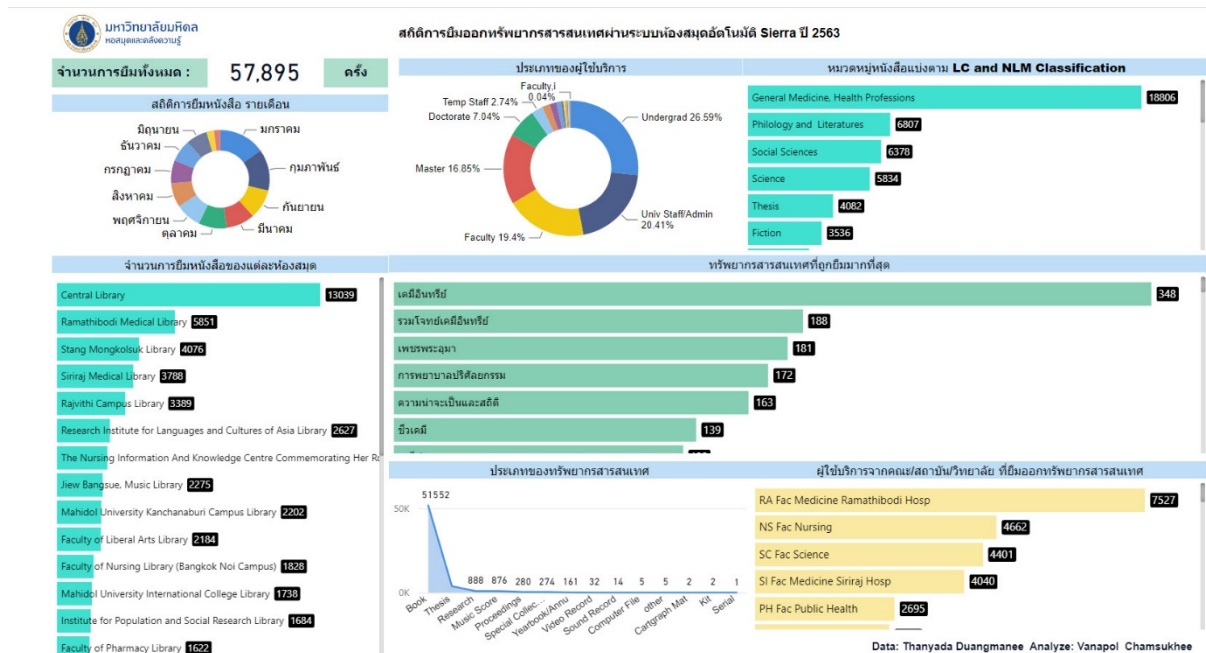 มหาวิทยาลัยมหิดล
หอสมุดและคลังความรู้
สถิติการยืมออกทรัพยากรสารสนเทศผ่านระบบห้องสมุดอัตโนมัติ Sierra ปี 2563
จำนวนการยืมทั้งหมด : 57,895 ครั้ง
สถิติการยืมหนังสือ รายเดือน
มิถุนายน
มกราคม
ธันวาคม
กรกฏาคม
กุมภาพันธ์
สิงหาคม
กันยายน
พฤศจิกายน
ตุลาคม
มีนาคม
ประเภทของผู้ใช้บริการ
Faculty,i
0.04%
Temp Staff 2.74%
Doctorate 7.04%
Undergrad 26.59%
Master 16.85%
Univ Staff/Admin
20.41%
Faculty 19.4%
หมวดหมู่หนังสือแบ่งตาม LC and NLM Classification
General Medicine, Health Professions 18806
Philology and Literatures 6807
Social Sciences 6378
Science 5834
Thesis 4082
Fiction 3536
จำนวนการยืมหนังสือของแต่ละห้องสมุด
Central Library 13039
Ramathibodi Medical Library 5851
Stang Mongkolsuk Library 4076
Siriraj Medical Library 3788
Rajvithi Campus Library 3389
Research Institute for Languages and Cultures of Asia Library 2627
The Nursing Information And Knowledge Centre Commemorating Her
Jiew Bangsue, Music Library 2275
Mahidol University Kanchanaburi Campus Library 2202
Faculty of Liberal Arts Library 2184
Faculty of Nursing Library (Bangkok Noi Campus) 1828
Mahidol University International College Library 1738
Institute for Population and Social Research Library 1684
Faculty of Pharmacy Library 1622
ทรัพยากรสารสนเทศที่ถูกยืมมากที่สุด
เคมีอินทรีย์ 348
รวมโจทย์เคมีอินทรีย์ 188
เพชรพระอุมา 181
การพยาบาลปริศัลยกรรม 172
ความน่าจะเป็นและสถิติ 163
ชีวเคมี 139
ประเภทของทรัพยากรสารสนเทศ
51552
50K
888 876 280 274 161 32 14 5 5 2 2 1
0K
Book
Thesis
Research
Music Score
Proceedings
Special Collec...
Yearbook/Annu
Video Record
Sound Record
Computer File
other
Cartgraph Mat
Kit
Serial
ผู้ใช้บริการจากคณะ/สถาบัน/วิทยาลัย ที่ยืมออกทรัพยากรสารสนเทศ
RA Fac Medicine Ramathibodi Hosp 7527
NS Fac Nursing 4662
SC Fac Science 4401
SI Fac Medicine Siriraj Hosp 4040
PH Fac Public Health 2695
Data: Thanyada Duangmanee Analyze: Vanapol Chamsukhee